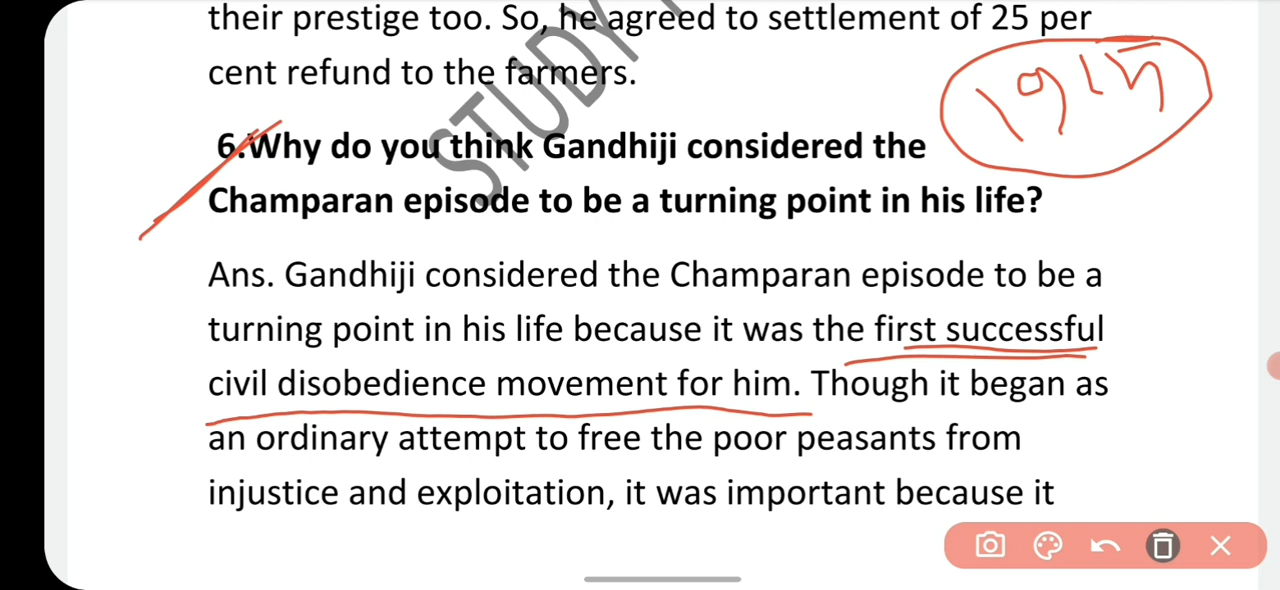 their prestige too. So, he agreed to settlement of 25 per
cent refund to the farmers.
6.Why do you think Gandhiji considered the
Champaran episode to be a turning point in his life?
Ans. Gandhiji considered the Champaran episode to be a
turning point in his life because it was the first successful
civil disobedience movement for him. Though it began as
an ordinary attempt to free the poor peasants from
injustice and exploitation, it was important because it
STUDY